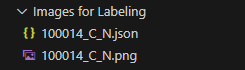 Images for Labeling
{} 100014_C_N.json
100014_C_N.png